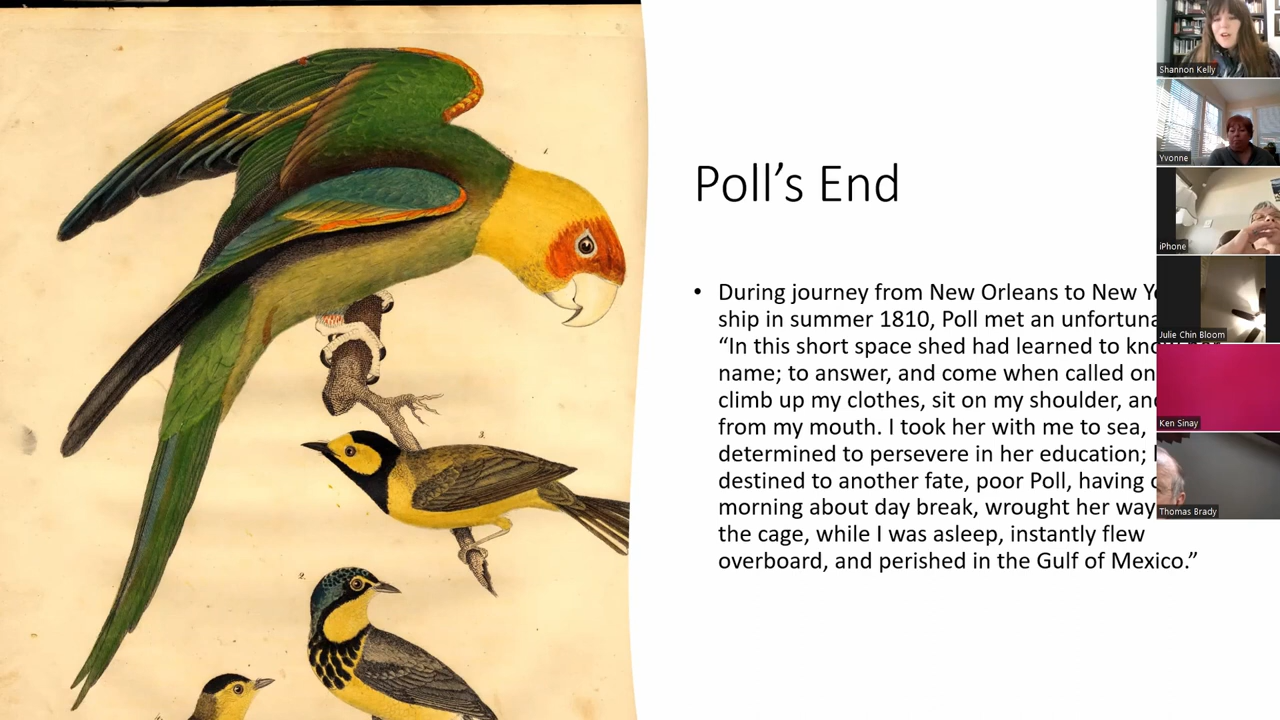 Poll’s End
• During journey from New Orleans to New
ship in summer 1810, Poll met an
“In this short space shed had learned to
name; to answer, and come when called on
climb up my clothes, sit on my shoulder,
from my mouth. I took her with me to sea,
determined to persevere in her education;
destined to another fate, poor Poll, having
morning about day break, wrought her way
the cage, while I was asleep, instantly flew
overboard, and perished in the Gulf of Mexico.”
1.
3.
2.
Shannon Kelly
Yvonne
iPhone
Julie Chin Bloom
Ken Sinay
Thomas Brady